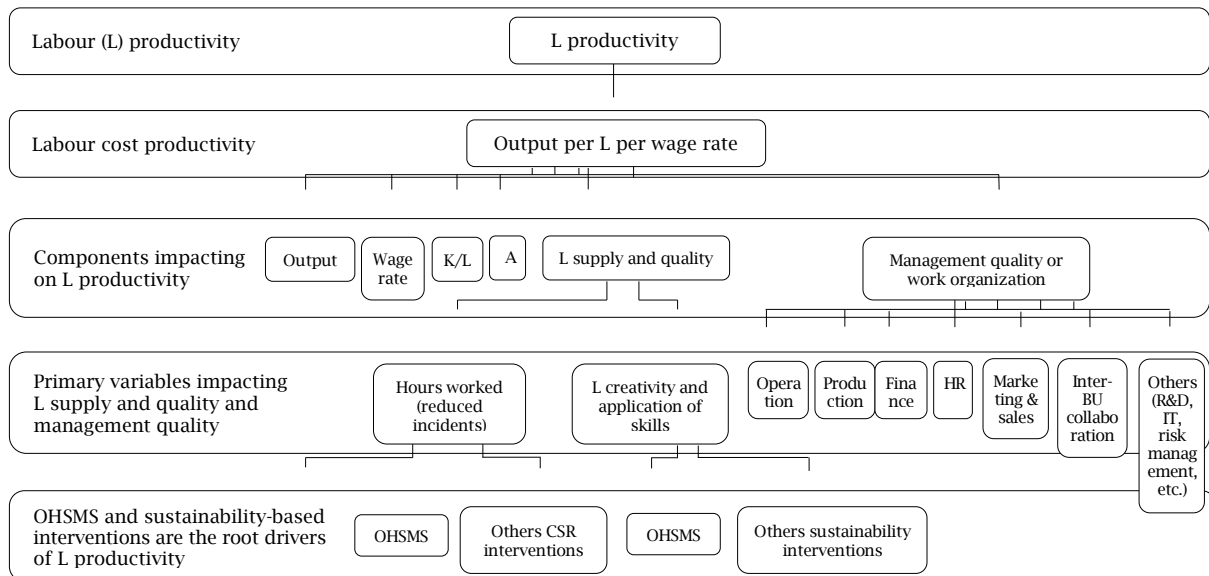 Labour (L) productivity
L productivity
Labour cost productivity
Output per L per wage rate
Components impacting
on L productivity
Output
Wage
rate
K/L
A
L supply and quality
Management quality or
work organization
Primary variables impacting
L supply and quality and
management quality
Hours worked
(reduced
incidents)
L creativity and
application of
skills
Opera
tion
Produ
ction
Fina
nce
HR
Marke
ting &
sales
Inter-
BU
collabo
ration
Others
(R&D,
IT,
risk
manag
ement,
etc.)
OHSMS and sustainability-based
interventions are the root drivers
of L productivity
OHSMS
Others CSR
interventions
OHSMS
Others sustainability
interventions